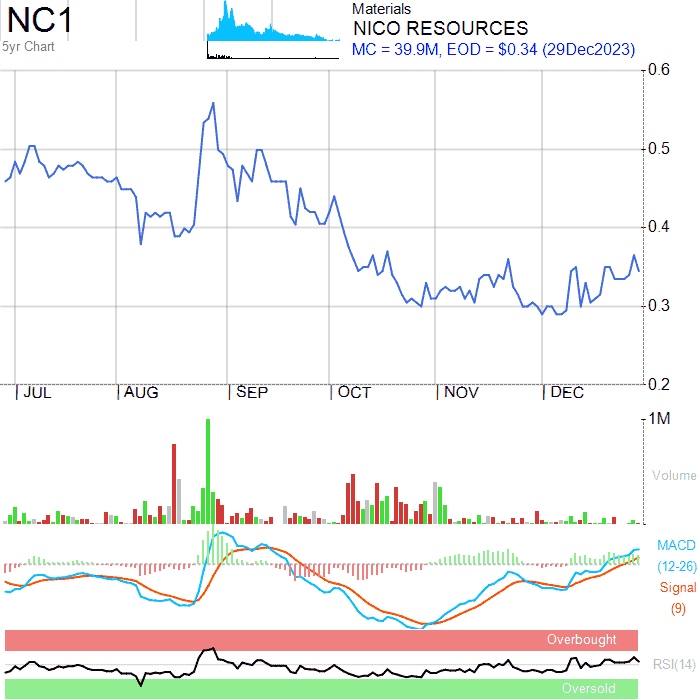 NC1
5yr Chart
Materials
NICO RESOURCES
MC = 39.9M, EOD = $0.34 (29Dec2023)
0.6
0.5
0.4
0.3
0.2
JUL AUG SEP OCT NOV DEC
1M
Volume
MACD
(12-26)
Signal
(9)
Overbought
RSI(14)
Oversold